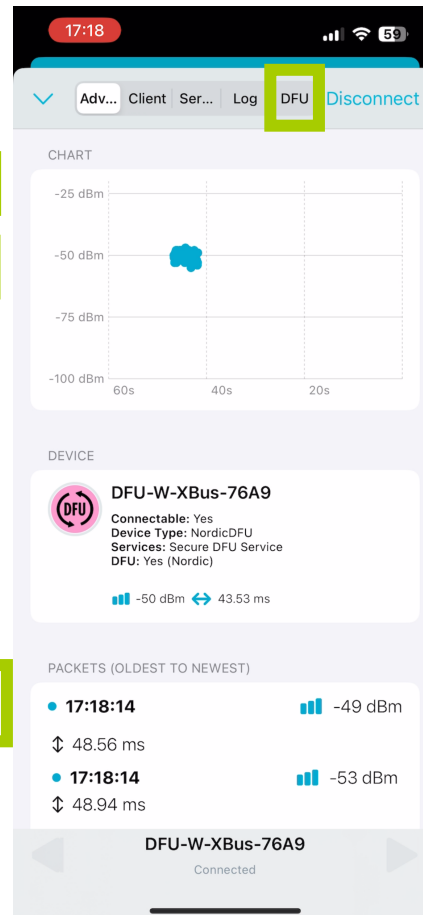 17:18
59
Adv... Client Ser... Log DFU Disconnect
CHART
-25 dBm
-50 dBm
-75 dBm
-100 dBm
60s 40s 20s
DEVICE
DFU
DFU-W-XBus-76A9
Connectable: Yes
Device Type: NordicDFU
Services: Secure DFU Service
DFU: Yes (Nordic)
-50 dBm 43.53 ms
PACKETS (OLDEST TO NEWEST)
17:18:14 -49 dBm
48.56 ms
17:18:14 -53 dBm
48.94 ms
DFU-W-XBus-76A9
Connected